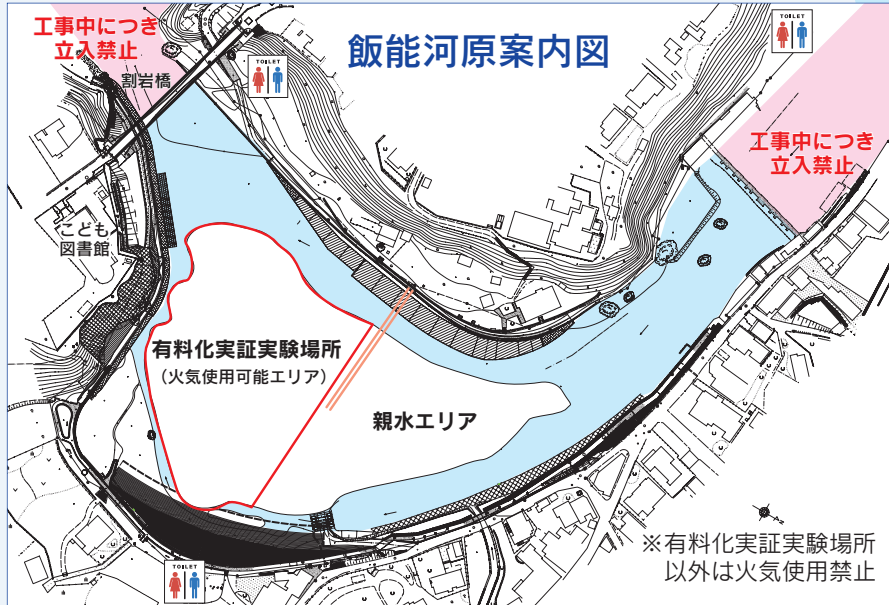 飯能河原案内図
工事中につき
立入禁止
割岩橋
TOILET
TOILET
工事中につき
立入禁止
こども
図書館
有料化実証実験場所
（火気使用可能エリア）
親水エリア
TOILET
※有料化実証実験場所
以外は火気使用禁止